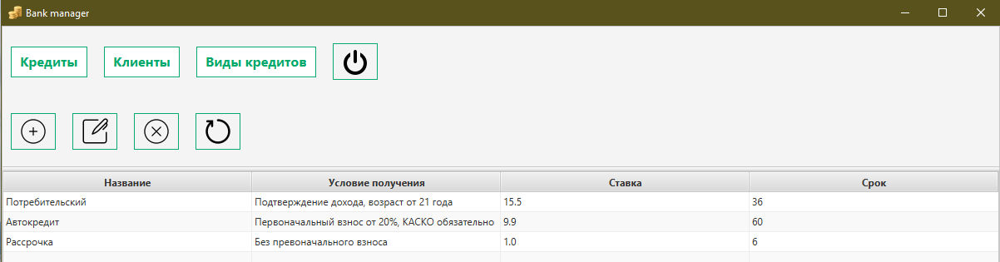 Bank manager
Кредиты Клиенты Виды кредитов
Название Условие получения Ставка Срок
Потребительский Подтверждение дохода, возраст от 21 года 15.5 36
Автокредит Первоначальный взнос от 20%, КАСКО обязательно 9.9 60
Рассрочка Без превоначального взноса 1.0 6